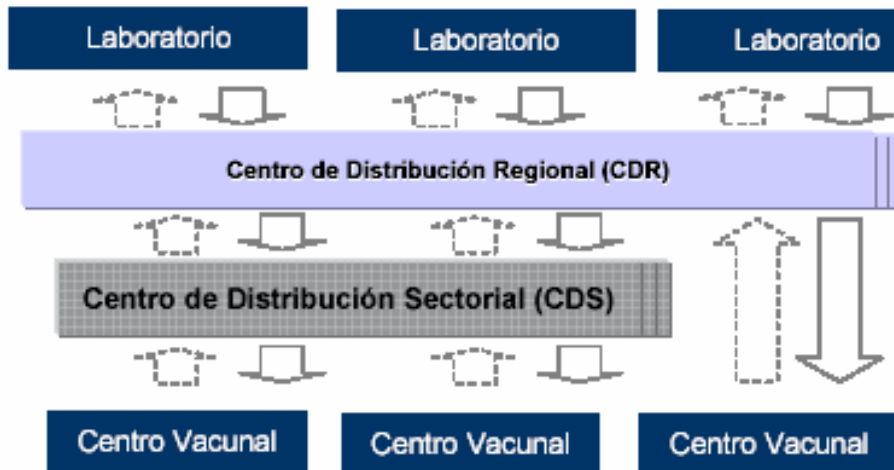 Laboratorio
Laboratorio
Laboratorio
Centro de Distribución Regional (CDR)
Centro de Distribución Sectorial (CDS)
Centro Vacunal
Centro Vacunal
Centro Vacunal